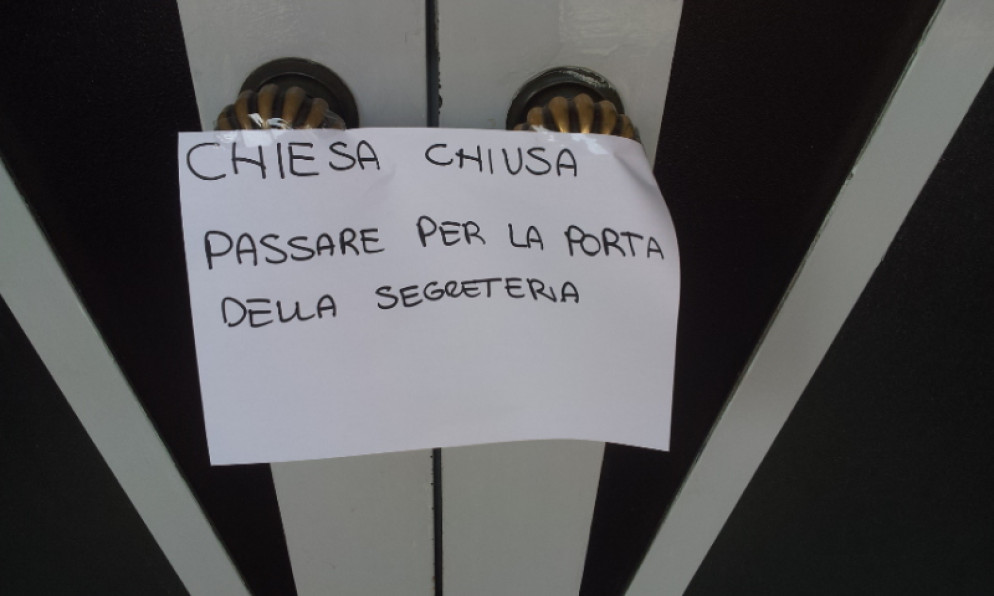 CHIESA CHIUSA
PASSARE PER LA PORTA
DELLA SEGRETERIA